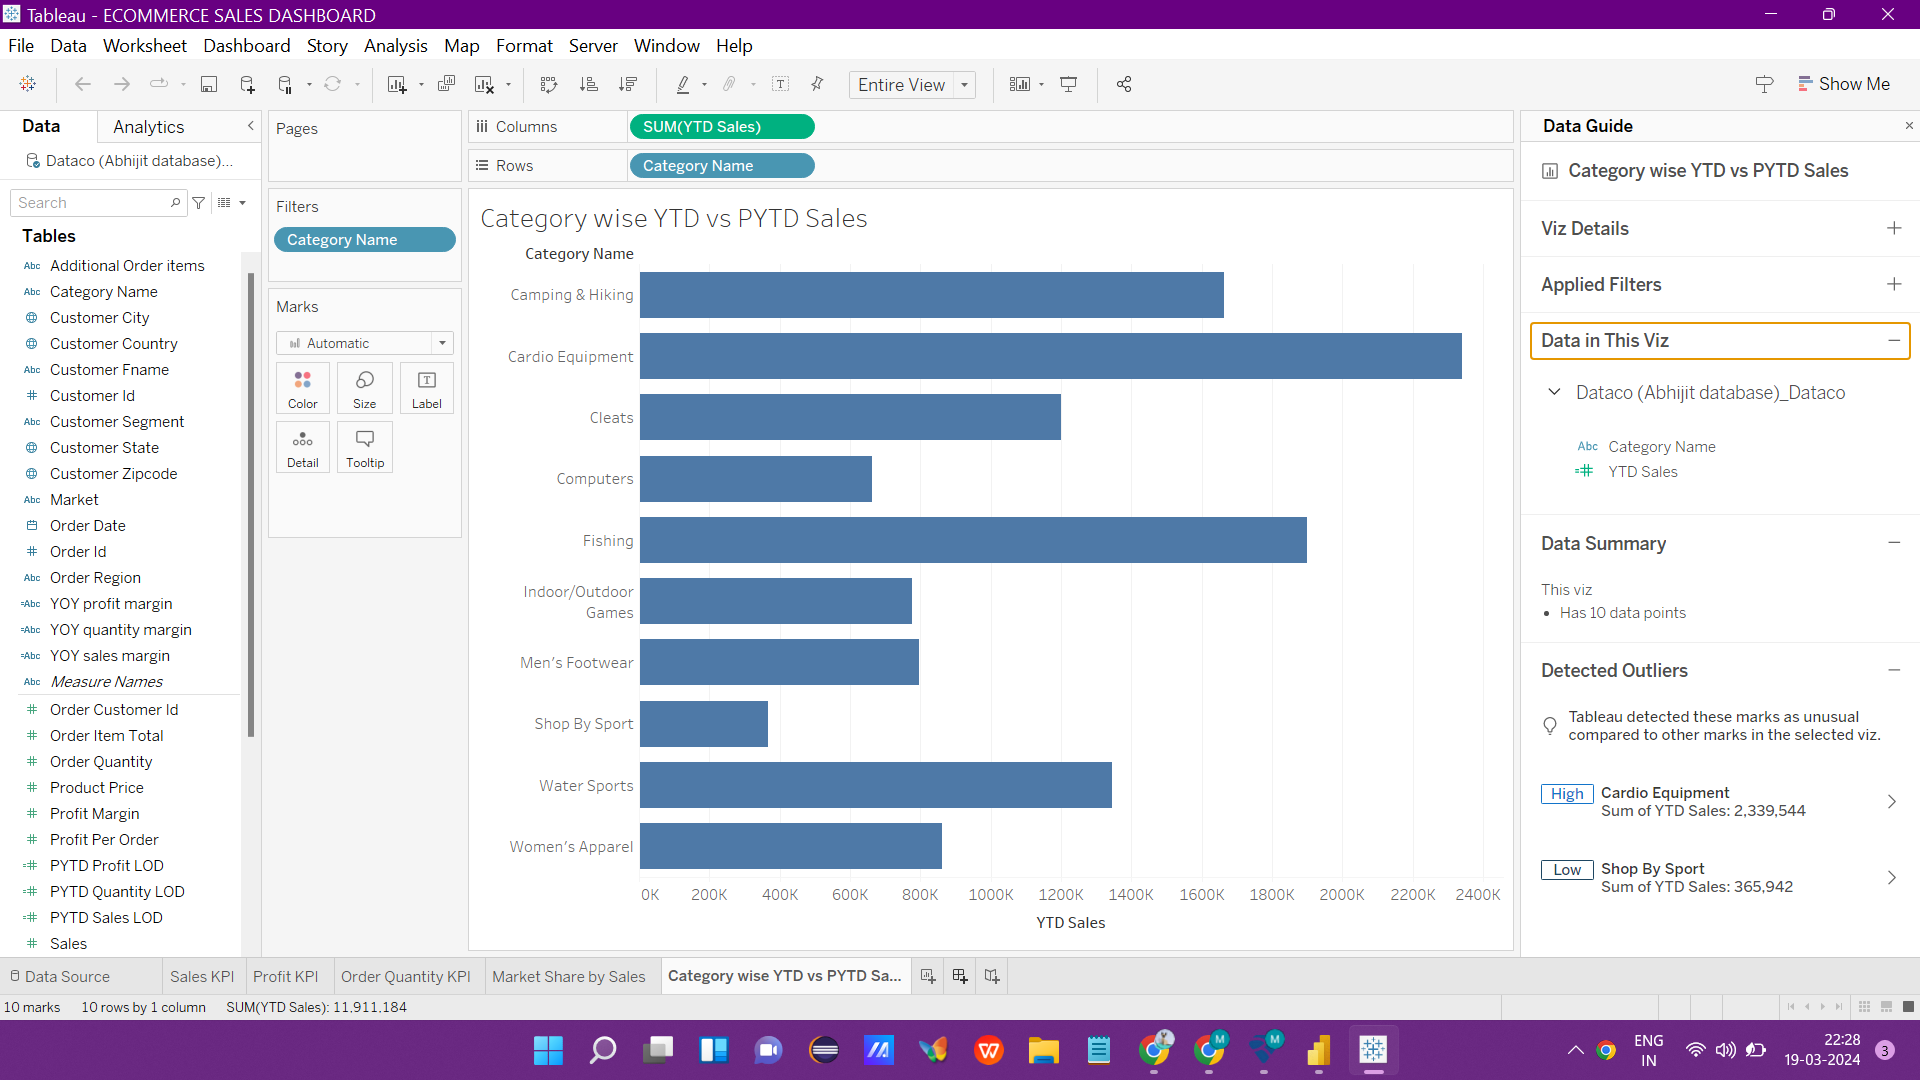 Tableau - ECOMMERCE SALES DASHBOARD
File Data Worksheet Dashboard Story Analysis Map Format Server Window Help
Entire View
Show Me
Data
Analytics
Dataco (Abhijit database)...
Search
Tables
Abc Additional Order items
Abc Category Name
Customer City
Customer Country
Abc Customer Fname
# Customer Id
Abc Customer Segment
Customer State
Customer Zipcode
Abc Market
Order Date
# Order Id
Abc Order Region
=Abc YOY profit margin
=Abc YOY quantity margin
=Abc YOY sales margin
Abc Measure Names
# Order Customer Id
# Order Item Total
# Order Quantity
# Product Price
# Profit Margin
# Profit Per Order
=# PYTD Profit LOD
=# PYTD Quantity LOD
=# PYTD Sales LOD
# Sales
Pages
Filters
Category Name
Marks
Automatic
Color
Size
Label
Detail
Tooltip
Columns
SUM(YTD Sales)
Rows
Category Name
Category wise YTD vs PYTD Sales
Category Name
Camping & Hiking
Cardio Equipment
Cleats
Computers
Fishing
Indoor/Outdoor
Games
Men's Footwear
Shop By Sport
Water Sports
Women's Apparel
0K 200K 400K 600K 800K 1000K 1200K 1400K 1600K 1800K 2000K 2200K 2400K
YTD Sales
Data Guide
Category wise YTD vs PYTD Sales
Viz Details
Applied Filters
Data in This Viz
Dataco (Abhijit database)_Dataco
Abc Category Name
=# YTD Sales
Data Summary
This viz
• Has 10 data points
Detected Outliers
Tableau detected these marks as unusual
compared to other marks in the selected viz.
High
Cardio Equipment
Sum of YTD Sales: 2,339,544
Low
Shop By Sport
Sum of YTD Sales: 365,942
Data Source
Sales KPI
Profit KPI
Order Quantity KPI
Market Share by Sales
Category wise YTD vs PYTD Sa...
10 marks
10 rows by 1 column
SUM(YTD Sales): 11,911,184
ENG
IN
22:28
19-03-2024
3